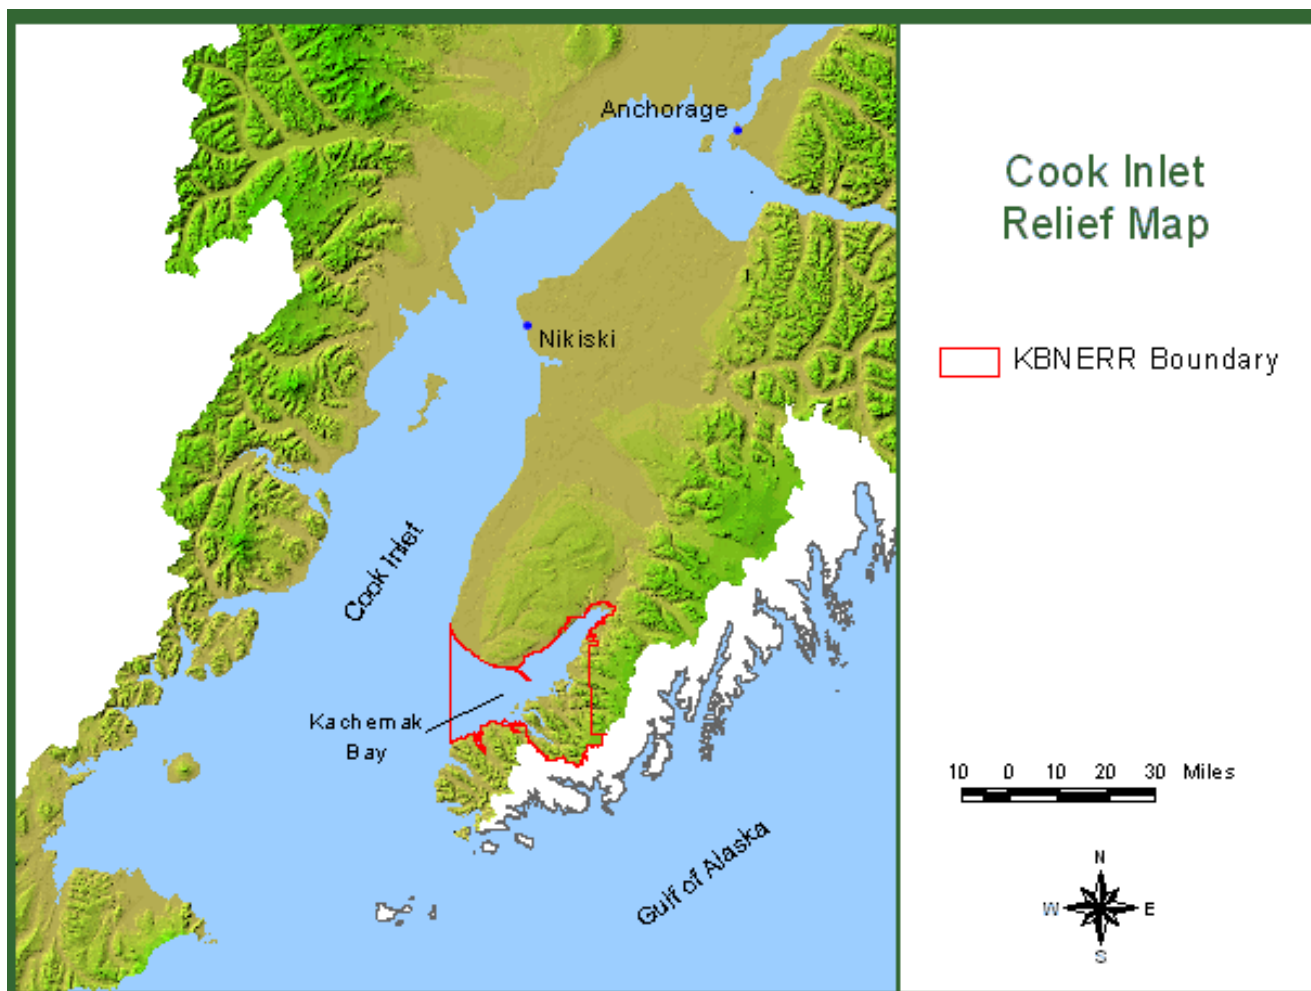 Anchorage
Nikiski
Cook Inlet
Kachemak
Bay
Gulf of Alaska
Cook Inlet
Relief Map
KBNERR Boundary
10 0 10 20 30 Miles
N
W E
S